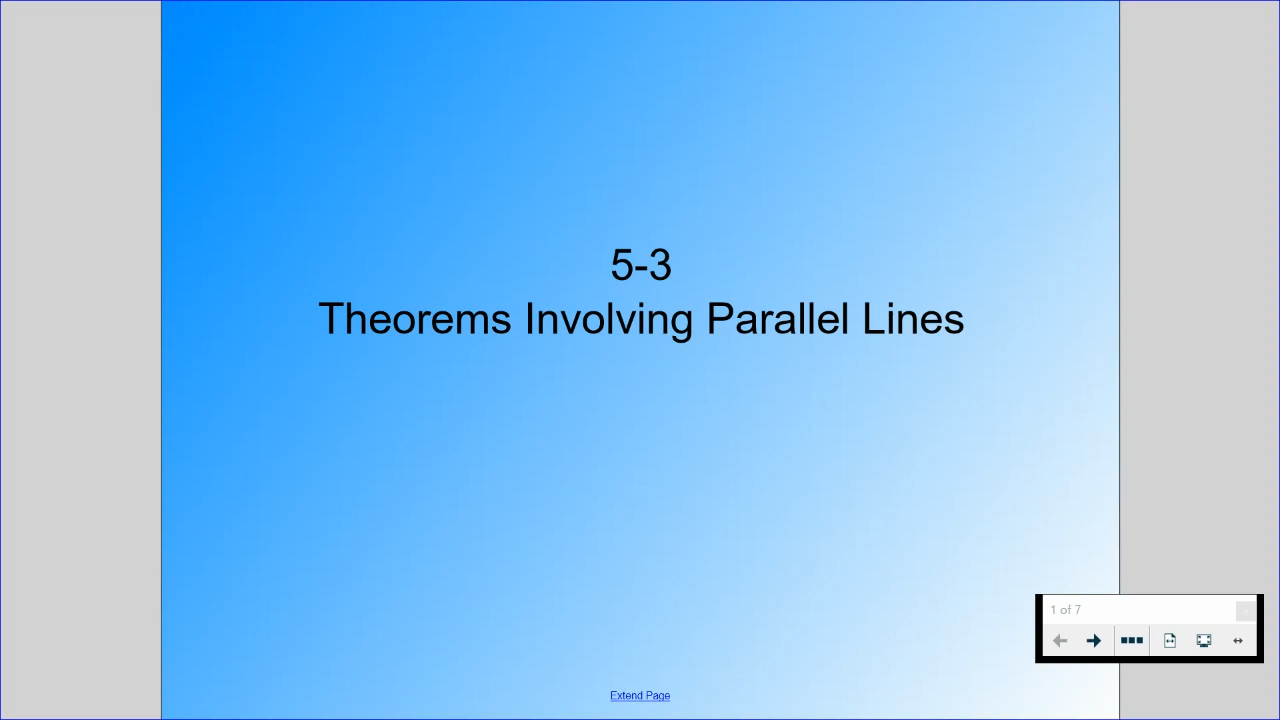 5-3
Theorems Involving Parallel Lines
1 of 7
Extend Page